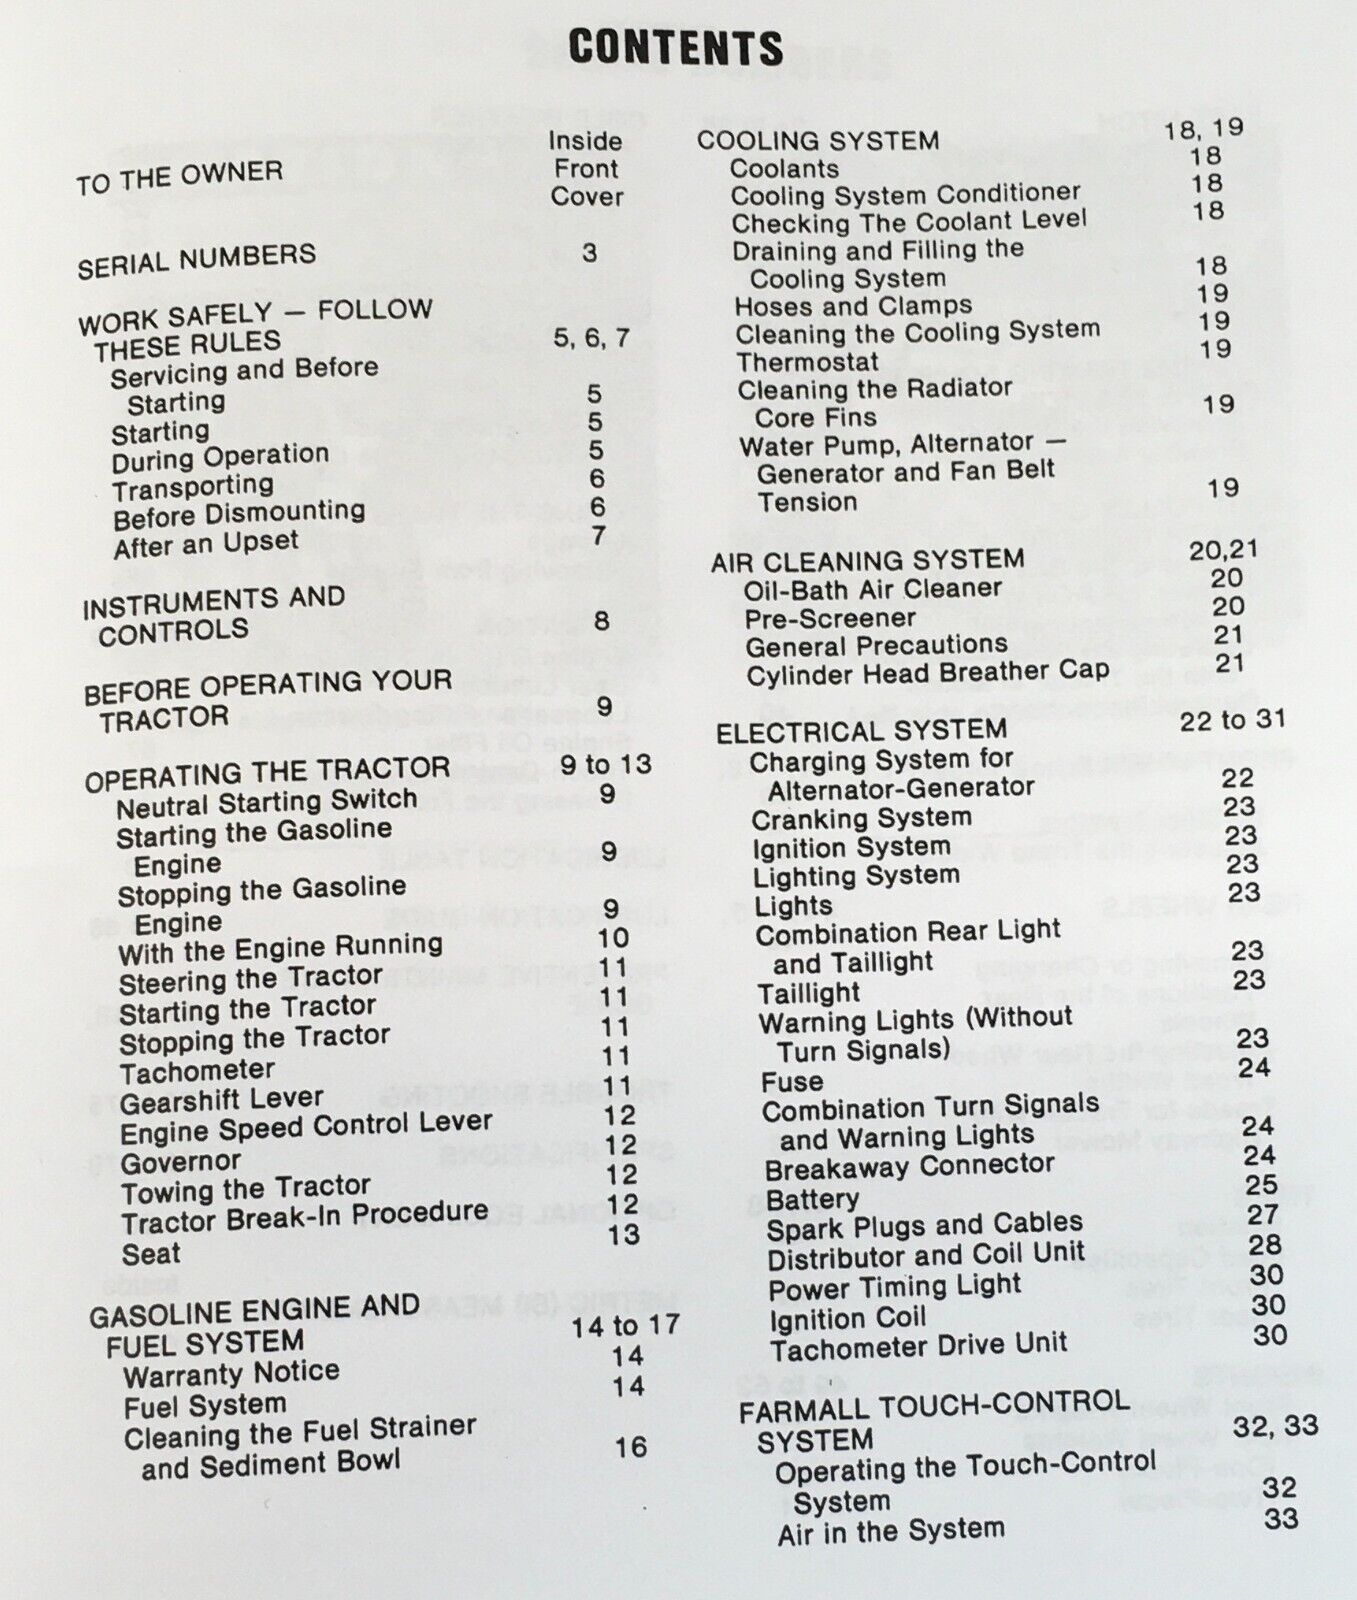 CONTENTS
TO THE OWNER Inside
Front
Cover
SERIAL NUMBERS 3
WORK SAFELY — FOLLOW
THESE RULES 5, 6, 7
Servicing and Before
Starting 5
Starting 5
During Operation 5
Transporting 6
Before Dismounting 6
After an Upset 7
INSTRUMENTS AND
CONTROLS 8
BEFORE OPERATING YOUR
TRACTOR 9
OPERATING THE TRACTOR 9 to 13
Neutral Starting Switch 9
Starting the Gasoline
Engine 9
Stopping the Gasoline
Engine 9
With the Engine Running 10
Steering the Tractor 11
Starting the Tractor 11
Stopping the Tractor 11
Tachometer 11
Gearshift Lever 11
Engine Speed Control Lever 12
Governor 12
Towing the Tractor 12
Tractor Break-In Procedure 12
Seat 13
GASOLINE ENGINE AND
FUEL SYSTEM 14 to 17
Warranty Notice 14
Fuel System 14
Cleaning the Fuel Strainer
and Sediment Bowl 16
COOLING SYSTEM 18, 19
Coolants 18
Cooling System Conditioner 18
Checking The Coolant Level 18
Draining and Filling the
Cooling System 18
Hoses and Clamps 19
Cleaning the Cooling System 19
Thermostat 19
Cleaning the Radiator
Core Fins 19
Water Pump, Alternator —
Generator and Fan Belt
Tension 19
AIR CLEANING SYSTEM 20,21
Oil-Bath Air Cleaner 20
Pre-Screener 20
General Precautions 21
Cylinder Head Breather Cap 21
ELECTRICAL SYSTEM 22 to 31
Charging System for
Alternator-Generator 22
Cranking System 23
Ignition System 23
Lighting System 23
Lights 23
Combination Rear Light
and Taillight 23
Taillight 23
Warning Lights (Without
Turn Signals) 23
Fuse 24
Combination Turn Signals
and Warning Lights 24
Breakaway Connector 24
Battery 25
Spark Plugs and Cables 27
Distributor and Coil Unit 28
Power Timing Light 30
Ignition Coil 30
Tachometer Drive Unit 30
FARMALL TOUCH-CONTROL
SYSTEM 32, 33
Operating the Touch-Control
System 32
Air in the System 33